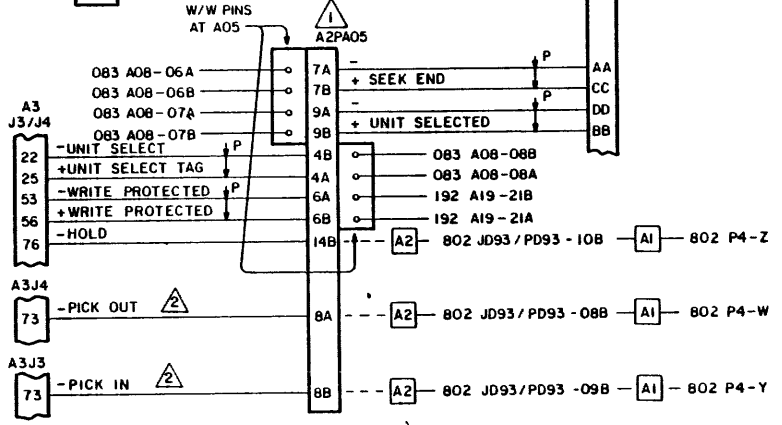 W/W PINS
AT A05
1
A2PA05
083 A08-06A
7A
-
P
AA
+ SEEK END
083 A08-06B
7B
CC
083 A08-07A
9A
-
P
DD
+ UNIT SELECTED
083 A08-07B
9B
BB
A3
J3/J4
-UNIT SELECT
P
22
4B
083 A08-08B
+UNIT SELECT TAG
25
4A
083 A08-08A
-WRITE PROTECTED
P
53
6A
192 A19-21B
+WRITE PROTECTED
56
6B
192 A19-21A
-HOLD
76
14B
A2
802 JD93/PD93-10B
A1
802 P4-Z
A3J4
-PICK OUT
2
73
8A
A2
802 JD93/PD93-08B
A1
802 P4-W
A3J3
-PICK IN
2
73
8B
A2
802 JD93/PD93-09B
A1
802 P4-Y